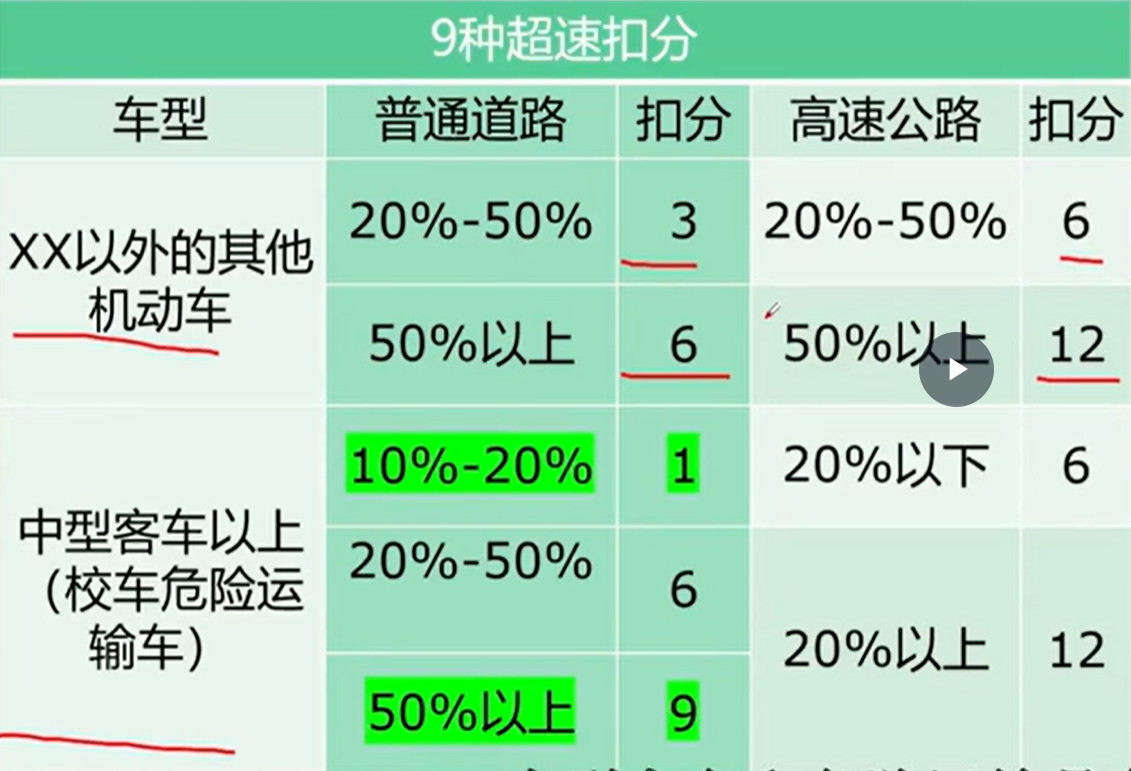 9种超速扣分
车型 普通道路 扣分 高速公路 扣分
XX以外的其他
机动车
20%-50% 3 20%-50% 6
50%以上 6 50%以上 12
中型客车以上
（校车危险运
输车）
10%-20% 1 20%以下 6
20%-50% 6
20%以上 12
50%以上 9